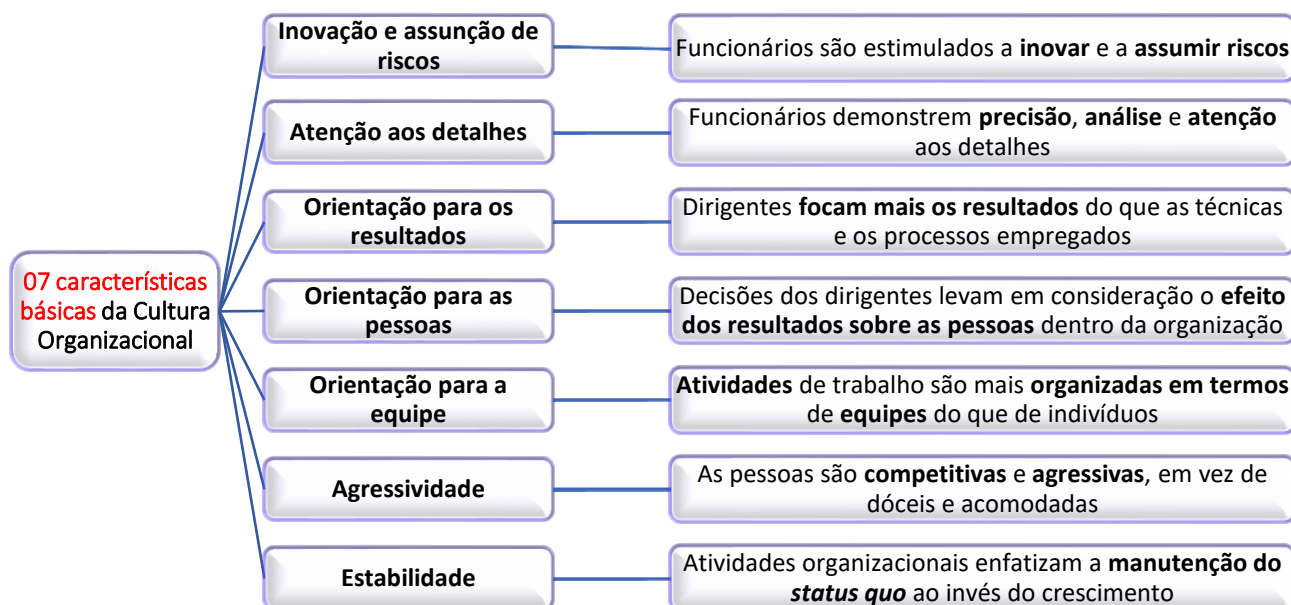 Inovação e assunção de
riscos
Funcionários são estimulados a inovar e a assumir riscos
Atenção aos detalhes
Funcionários demonstrem precisão, análise e atenção
aos detalhes
Orientação para os
resultados
Dirigentes focam mais os resultados do que as técnicas
e os processos empregados
07 características
básicas da Cultura
Organizacional
Orientação para as
pessoas
Decisões dos dirigentes levam em consideração o efeito
dos resultados sobre as pessoas dentro da organização
Orientação para a
equipe
Atividades de trabalho são mais organizadas em termos
de equipes do que de indivíduos
Agressividade
As pessoas são competitivas e agressivas, em vez de
dóceis e acomodadas
Estabilidade
Atividades organizacionais enfatizam a manutenção do
status quo ao invés do crescimento